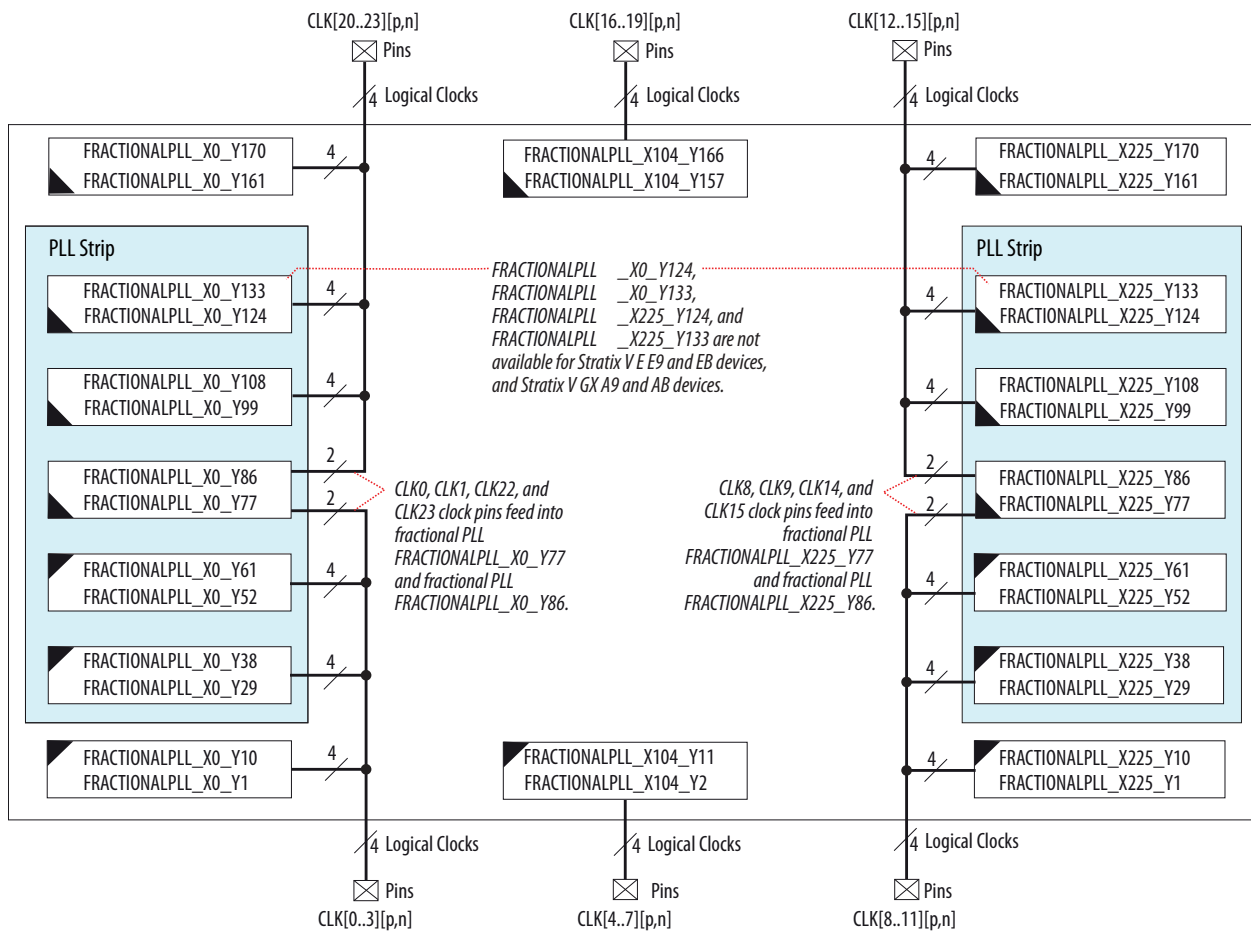 CLK[20..23][p,n]
Pins
4 Logical Clocks
CLK[16..19][p,n]
Pins
4 Logical Clocks
CLK[12..15][p,n]
Pins
4 Logical Clocks
FRACTIONALPLL_X0_Y170
FRACTIONALPLL_X0_Y161
4
FRACTIONALPLL_X104_Y166
FRACTIONALPLL_X104_Y157
4
FRACTIONALPLL_X225_Y170
FRACTIONALPLL_X225_Y161
PLL Strip
FRACTIONALPLL_X0_Y133
FRACTIONALPLL_X0_Y124
4
FRACTIONALPLL_X0_Y108
FRACTIONALPLL_X0_Y99
4
FRACTIONALPLL_X0_Y86
FRACTIONALPLL_X0_Y77
2
2
FRACTIONALPLL_X0_Y61
FRACTIONALPLL_X0_Y52
4
FRACTIONALPLL_X0_Y38
FRACTIONALPLL_X0_Y29
4
FRACTIONALPLL _X0_Y124,
FRACTIONALPLL _X0_Y133,
FRACTIONALPLL _X225_Y124, and
FRACTIONALPLL _X225_Y133 are not
available for Stratix V E E9 and EB devices,
and Stratix V GX A9 and AB devices.
CLK0, CLK1, CLK22, and
CLK23 clock pins feed into
fractional PLL
FRACTIONALPLL_X0_Y77
and fractional PLL
FRACTIONALPLL_X0_Y86.
CLK8, CLK9, CLK14, and
CLK15 clock pins feed into
fractional PLL
FRACTIONALPLL_X225_Y77
and fractional PLL
FRACTIONALPLL_X225_Y86.
PLL Strip
4
FRACTIONALPLL_X225_Y133
FRACTIONALPLL_X225_Y124
4
FRACTIONALPLL_X225_Y108
FRACTIONALPLL_X225_Y99
2
2
FRACTIONALPLL_X225_Y86
FRACTIONALPLL_X225_Y77
4
FRACTIONALPLL_X225_Y61
FRACTIONALPLL_X225_Y52
4
FRACTIONALPLL_X225_Y38
FRACTIONALPLL_X225_Y29
FRACTIONALPLL_X0_Y10
FRACTIONALPLL_X0_Y1
4
FRACTIONALPLL_X104_Y11
FRACTIONALPLL_X104_Y2
4
FRACTIONALPLL_X225_Y10
FRACTIONALPLL_X225_Y1
4 Logical Clocks
Pins
CLK[0..3][p,n]
4 Logical Clocks
Pins
CLK[4..7][p,n]
4 Logical Clocks
Pins
CLK[8..11][p,n]